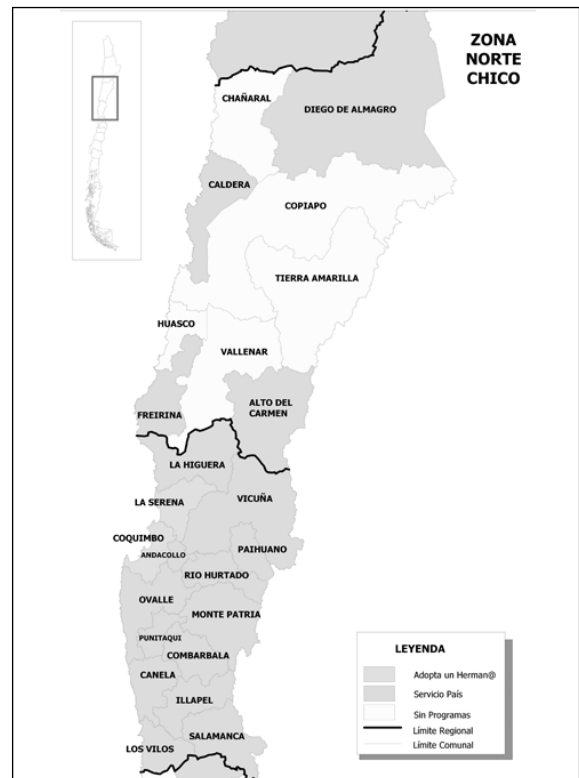 ZONA
NORTE
CHICO
CHAÑARAL
DIEGO DE ALMAGRO
CALDERA
COPIAPO
TIERRA AMARILLA
HUASCO
VALLENAR
FREIRINA
ALTO DEL
CARMEN
LA HIGUERA
LA SERENA
VICUÑA
COQUIMBO
ANDACOLLO
PAIHUANO
RIO HURTADO
OVALLE
MONTE PATRIA
PUNITAQUI
COMBARBALA
CANELA
ILLAPEL
SALAMANCA
LOS VILOS
LEYENDA
Adopta un Herman@
Servicio País
Sin Programas
Límite Regional
Límite Comunal